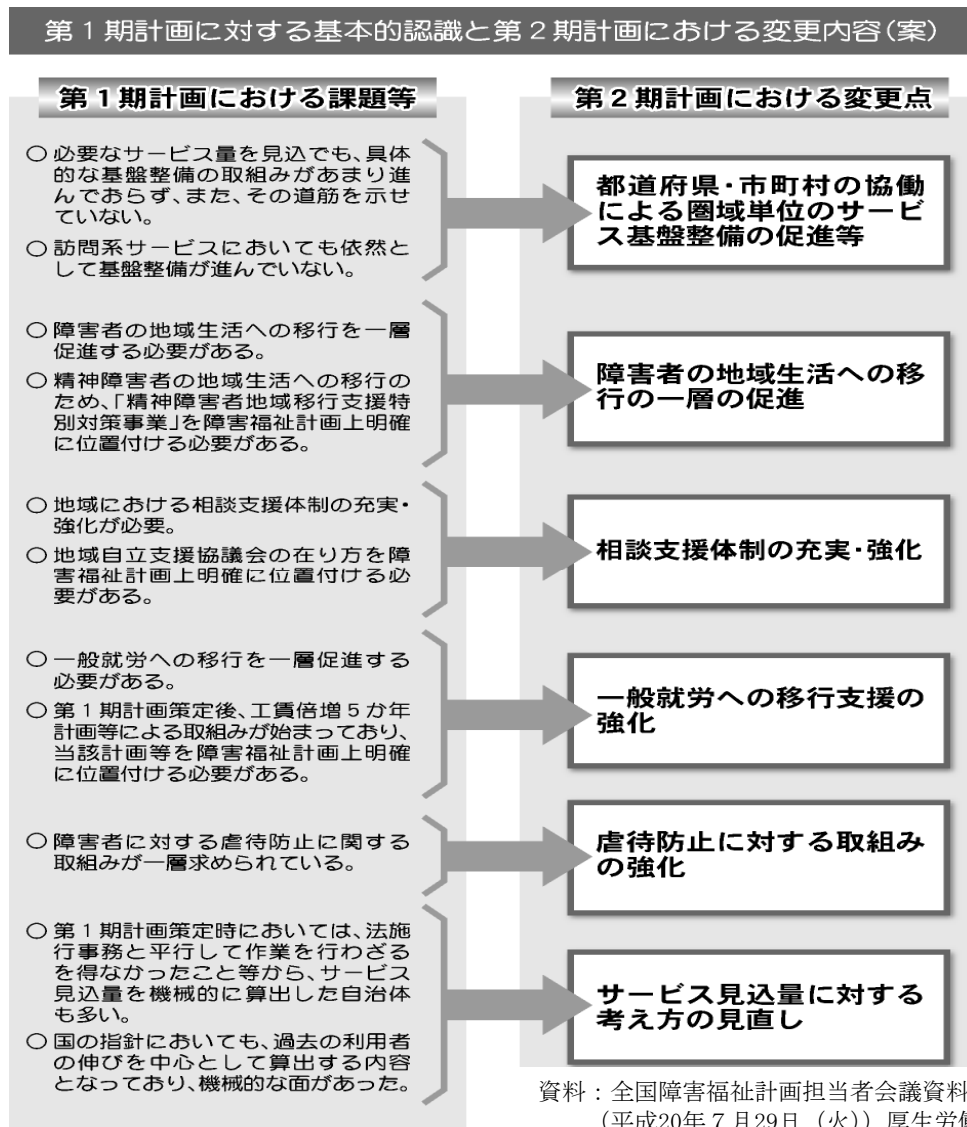 第１期計画に対する基本的認識と第２期計画における変更内容（案）
第１期計画における課題等
○ 必要なサービス量を見込でも、具体
的な基盤整備の取組みがあまり進
んでおらず、また、その道筋を示せ
ていない。
○ 訪問系サービスにおいても依然と
して基盤整備が進んでいない。
○ 障害者の地域生活への移行を一層
促進する必要がある。
○ 精神障害者の地域生活への移行の
ため、「精神障害者地域移行支援特
別対策事業」を障害福祉計画上明確
に位置付ける必要がある。
○ 地域における相談支援体制の充実・
強化が必要。
○ 地域自立支援協議会の在り方を障
害福祉計画上明確に位置付ける必
要がある。
○ 一般就労への移行を一層促進する
必要がある。
○ 第１期計画策定後、工賃倍増５か年
計画等による取組みが始まっており、
当該計画等を障害福祉計画上明確
に位置付ける必要がある。
○ 障害者に対する虐待防止に関する
取組みが一層求められている。
○ 第１期計画策定時においては、法施
行事務と平行して作業を行わざる
を得なかったこと等から、サービス
見込量を機械的に算出した自治体
も多い。
○ 国の指針においても、過去の利用者
の伸びを中心として算出する内容
となっており、機械的な面があった。
第２期計画における変更点
都道府県・市町村の協働
による圏域単位のサービ
ス基盤整備の促進等
障害者の地域生活への移
行の一層の促進
相談支援体制の充実・強化
一般就労への移行支援の
強化
虐待防止に対する取組み
の強化
サービス見込量に対する
考え方の見直し
資料：全国障害福祉計画担当者会議資料
（平成20年７月29日（火））厚生労働